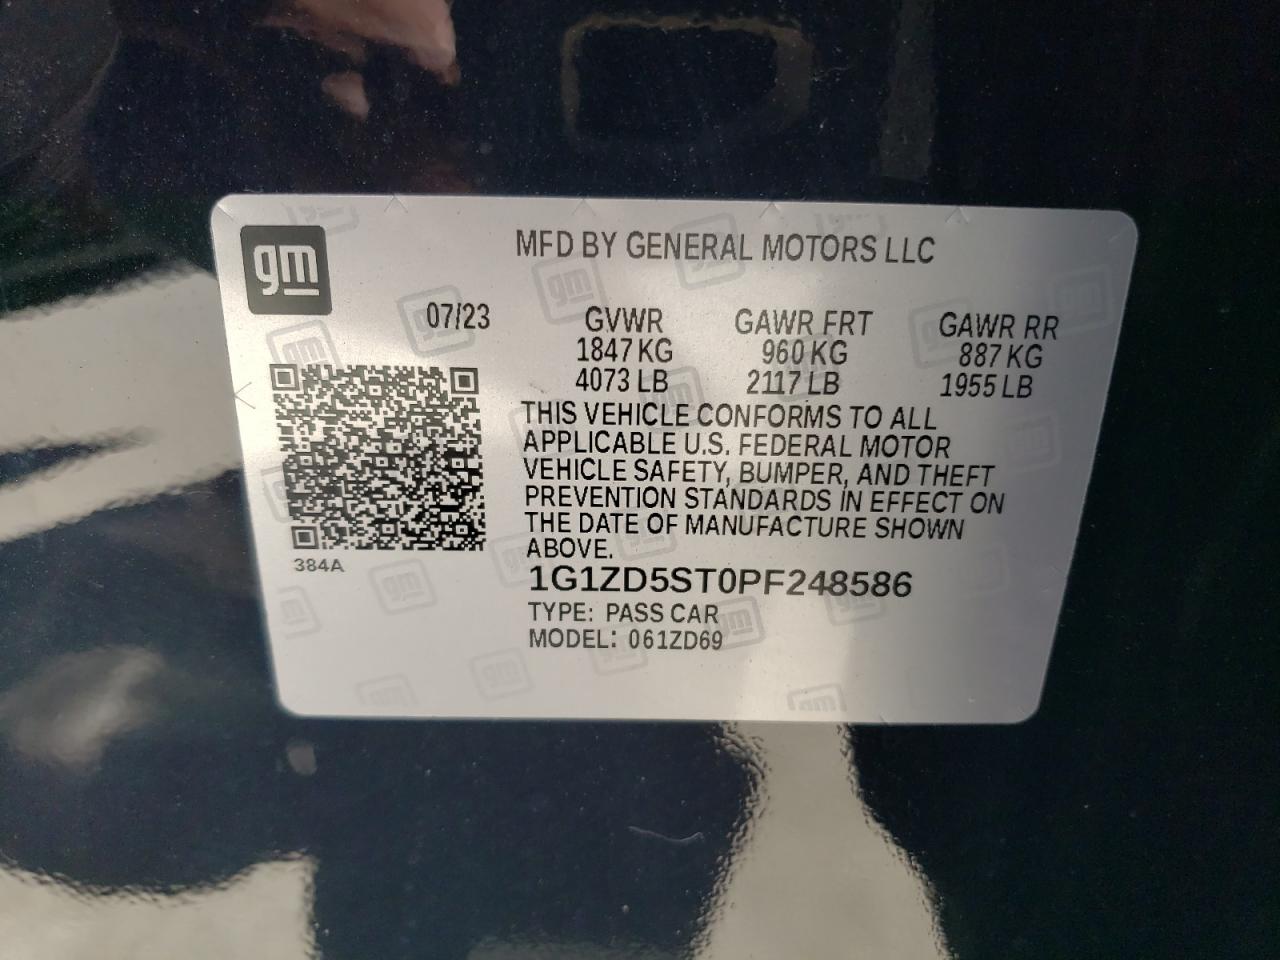 gm
MFD BY GENERAL MOTORS LLC
07/23
GVWR GAWR FRT GAWR RR
1847 KG 960 KG 887 KG
4073 LB 2117 LB 1955 LB
THIS VEHICLE CONFORMS TO ALL
APPLICABLE U.S. FEDERAL MOTOR
VEHICLE SAFETY, BUMPER, AND THEFT
PREVENTION STANDARDS IN EFFECT ON
THE DATE OF MANUFACTURE SHOWN
ABOVE.
384A
1G1ZD5ST0PF248586
TYPE: PASS CAR
MODEL: 061ZD69